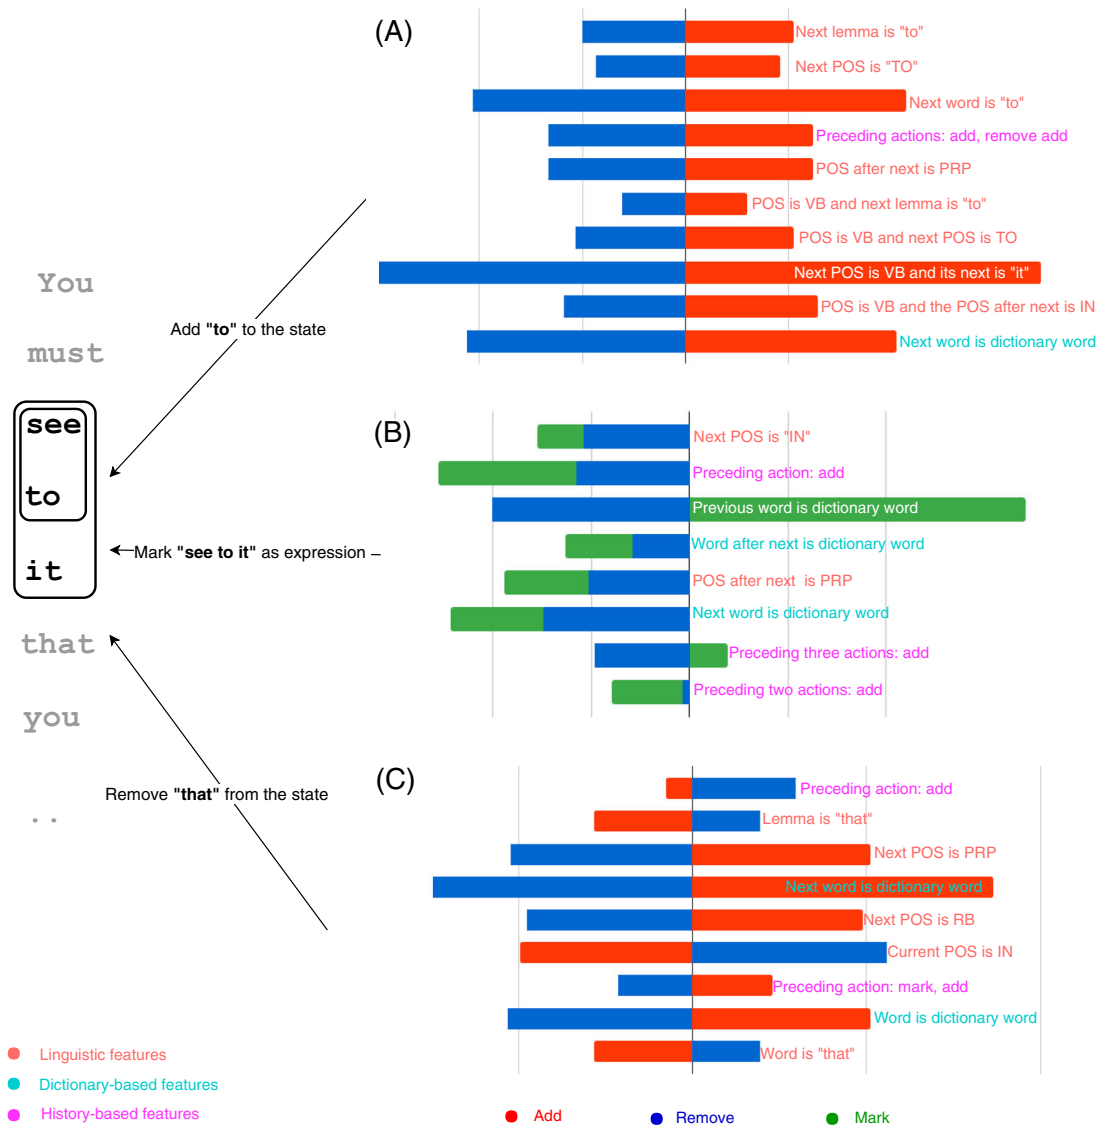 (A)
Next lemma is "to"
Next POS is "TO"
Next word is "to"
Preceding actions: add, remove add
POS after next is PRP
POS is VB and next lemma is "to"
POS is VB and next POS is TO
Next POS is VB and its next is "it"
POS is VB and the POS after next is IN
Next word is dictionary word
You
must
see
to
it
that
you
..
Add "to" to the state
Mark "see to it" as expression
Remove "that" from the state
(B)
Next POS is "IN"
Preceding action: add
Previous word is dictionary word
Word after next is dictionary word
POS after next is PRP
Next word is dictionary word
Preceding three actions: add
Preceding two actions: add
(C)
Preceding action: add
Lemma is "that"
Next POS is PRP
Next word is dictionary word
Next POS is RB
Current POS is IN
Preceding action: mark, add
Word is dictionary word
Word is "that"
Linguistic features
Dictionary-based features
History-based features
Add
Remove
Mark